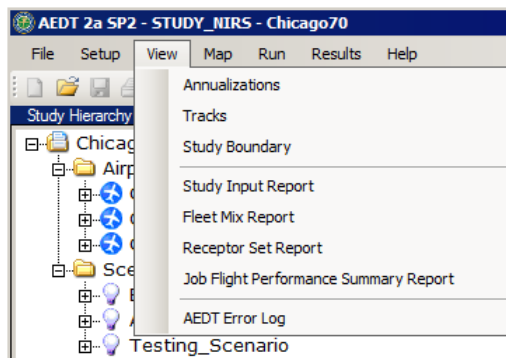 AEDT 2a SP2 - STUDY_NIRS - Chicago70
File Setup View Map Run Results Help
Annualizations
Study Hierarchy
Tracks
Chicag
Study Boundary
Airp
Study Input Report
Fleet Mix Report
Receptor Set Report
Sce
Job Flight Performance Summary Report
AEDT Error Log
Testing_Scenario